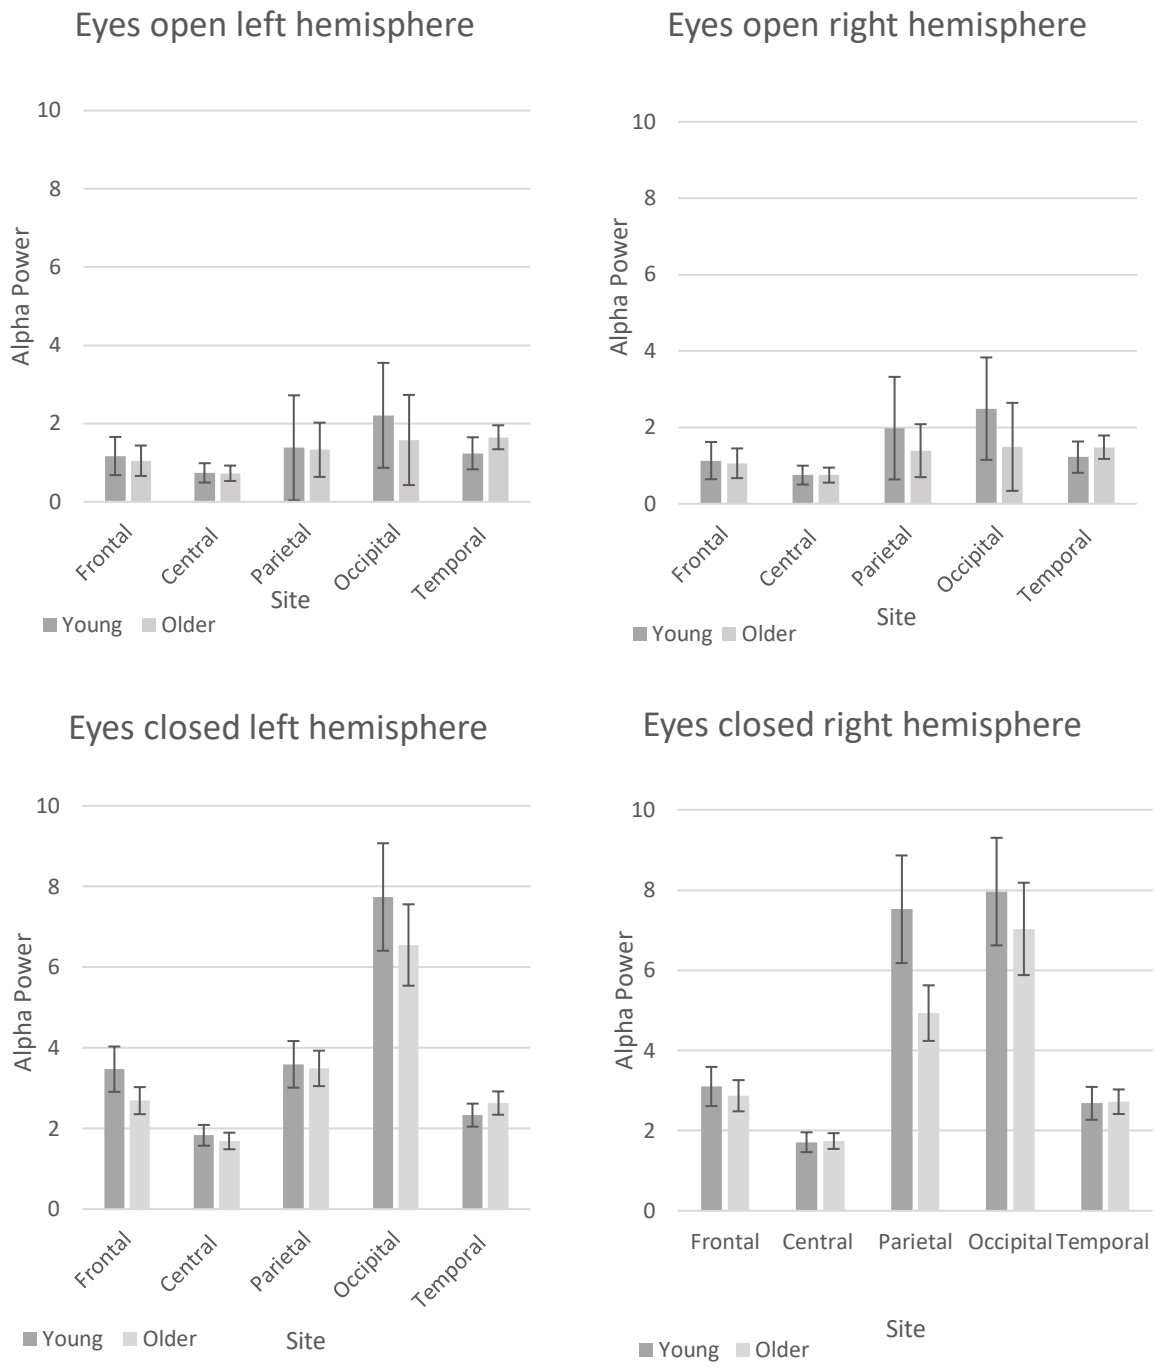 Eyes open left hemisphere
10
8
6
4
2
0
Alpha Power
Frontal
Central
Parietal
Occipital
Temporal
Site
Young
Older
Eyes open right hemisphere
10
8
6
4
2
0
Alpha Power
Frontal
Central
Parietal
Occipital
Temporal
Site
Young
Older
Eyes closed left hemisphere
10
8
6
4
2
0
Alpha Power
Frontal
Central
Parietal
Occipital
Temporal
Site
Young
Older
Eyes closed right hemisphere
10
8
6
4
2
0
Alpha Power
Frontal
Central
Parietal
Occipital
Temporal
Site
Young
Older